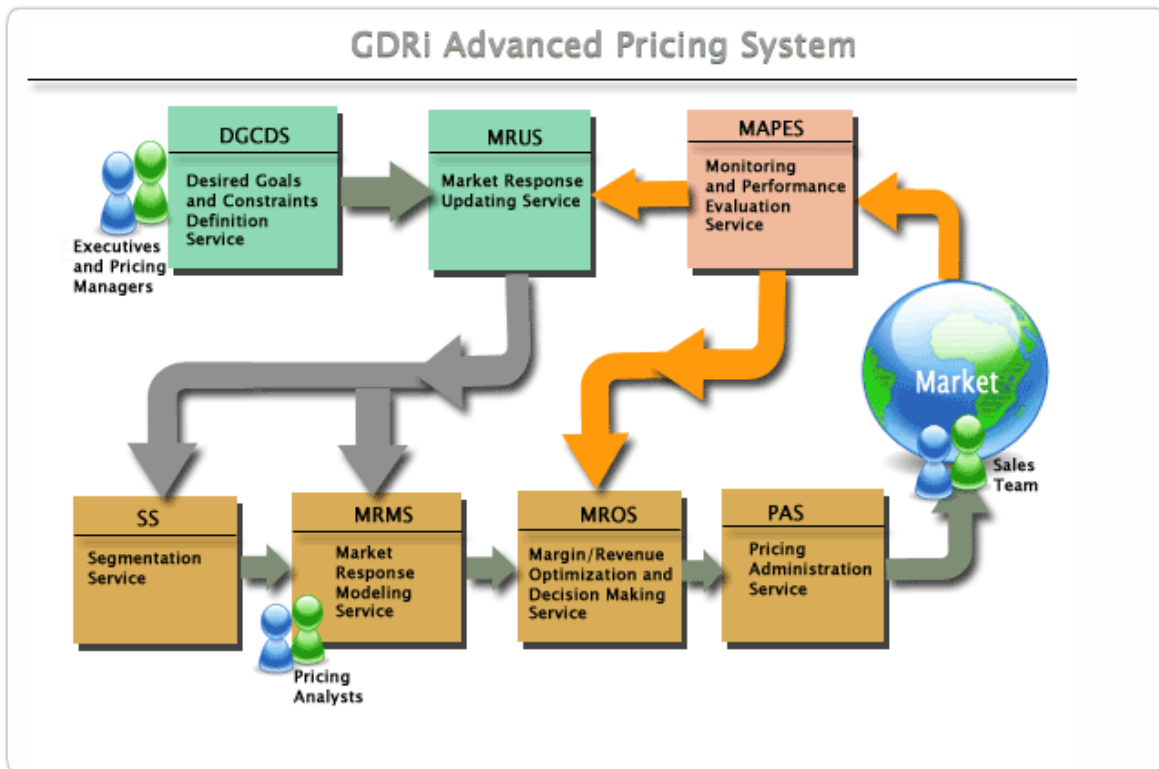 GDRi Advanced Pricing System
DGCDS
Desired Goals
and Constraints
Definition
Service
Executives
and Pricing
Managers
MRUS
Market Response
Updating Service
MAPES
Monitoring
and Performance
Evaluation
Service
Market
Sales
Team
SS
Segmentation
Service
MRMS
Market
Response
Modeling
Service
Pricing
Analysts
MROS
Margin/Revenue
Optimization and
Decision Making
Service
PAS
Pricing
Administration
Service